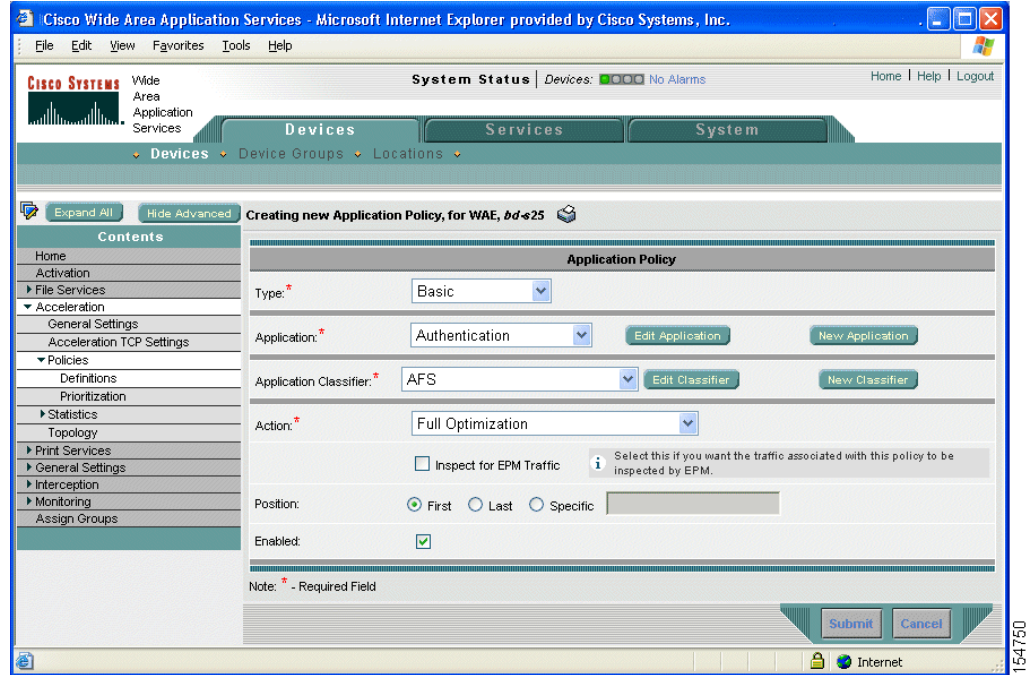 Cisco Wide Area Application Services - Microsoft Internet Explorer provided by Cisco Systems, Inc.
File Edit View Favorites Tools Help
CISCO SYSTEMS
Wide
Area
Application
Services
System Status | Devices: No Alarms
Home | Help | Logout
Devices Services System
Devices Device Groups Locations
Expand All Hide Advanced
Creating new Application Policy, for WAE, bd-s25
Contents
Home
Activation
File Services
Acceleration
General Settings
Acceleration TCP Settings
Policies
Definitions
Prioritization
Statistics
Topology
Print Services
General Settings
Interception
Monitoring
Assign Groups
Application Policy
Type:* Basic
Application:* Authentication Edit Application New Application
Application Classifier:* AFS Edit Classifier New Classifier
Action:* Full Optimization
Inspect for EPM Traffic
i Select this if you want the traffic associated with this policy to be
inspected by EPM.
Position: First Last Specific
Enabled:
Note: * - Required Field
Submit Cancel
Internet
154750